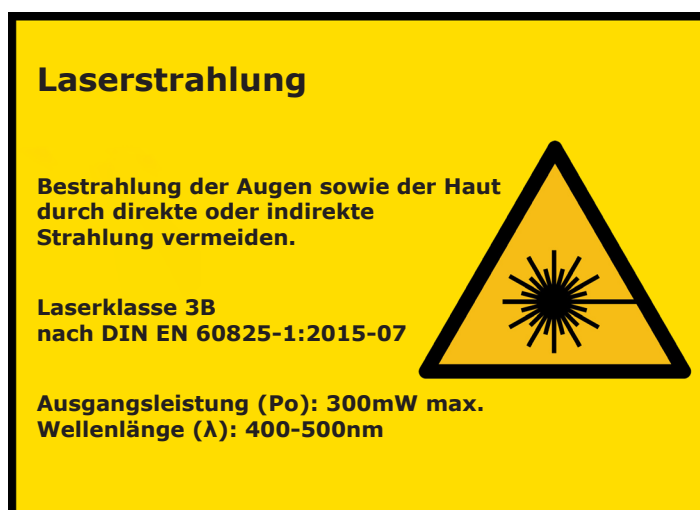 Laserstrahlung
Bestrahlung der Augen sowie der Haut
durch direkte oder indirekte
Strahlung vermeiden.
Laserklasse 3B
nach DIN EN 60825-1:2015-07
Ausgangsleistung (Po): 300mW max.
Wellenlänge (λ): 400-500nm